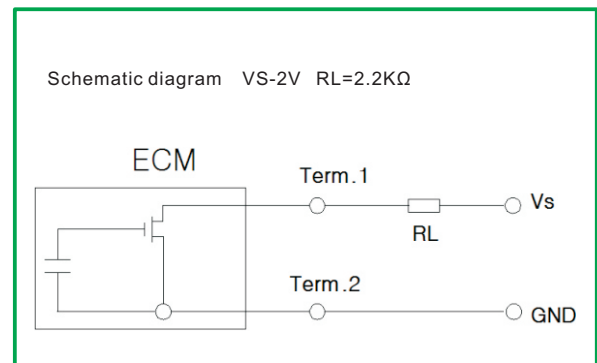 Schematic diagram VS-2V RL=2.2KΩ
ECM
Term.1
Vs
RL
Term.2
GND